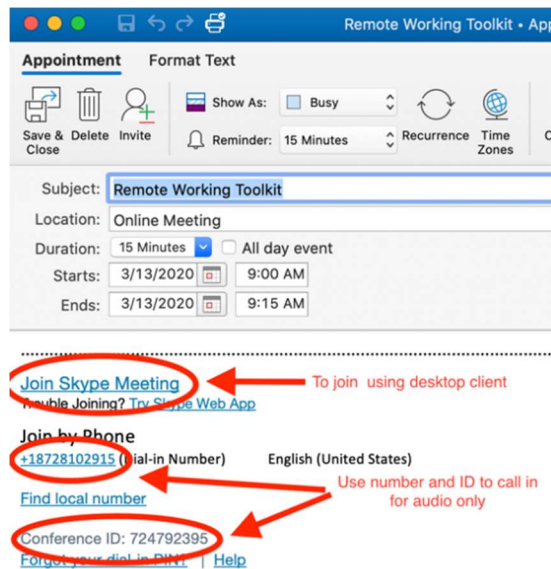 Remote Working Toolkit • App
Appointment Format Text
Save & Close Delete Invite Show As: Busy Recurrence Time Zones
Reminder: 15 Minutes
Subject: Remote Working Toolkit
Location: Online Meeting
Duration: 15 Minutes All day event
Starts: 3/13/2020 9:00 AM
Ends: 3/13/2020 9:15 AM
Join Skype Meeting To join using desktop client
Trouble Joining? Try Skype Web App
Join by Phone
+18728102915 (Dial-in Number) English (United States)
Use number and ID to call in
for audio only
Find local number
Conference ID: 724792395
Forgot your dial-in PIN? | Help